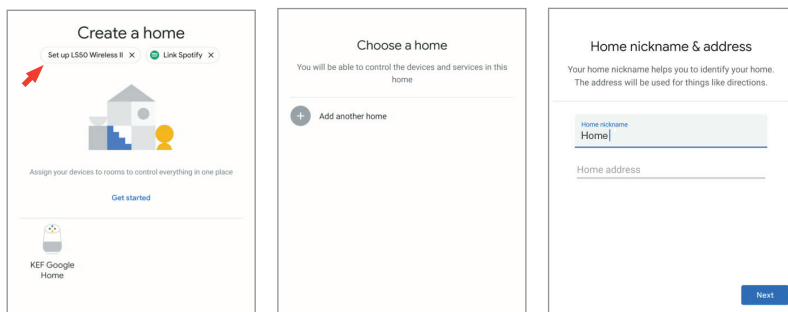 Create a home
Set up LS50 Wireless II X
Link Spotify X
Assign your devices to rooms to control everything in one place
Get started
KEF Google
Home
Choose a home
You will be able to control the devices and services in this
home
+ Add another home
Home nickname & address
Your home nickname helps you to identify your home.
The address will be used for things like directions.
Home nickname
Home
Home address
Next